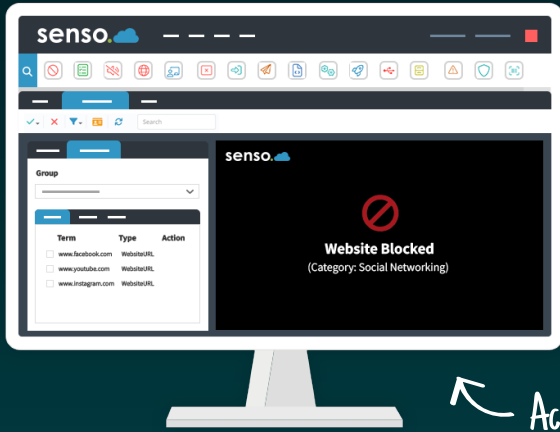 senso.
Search
Group
Term Type Action
www.facebook.com WebsiteURL
www.youtube.com WebsiteURL
www.instagram.com WebsiteURL
senso.
Website Blocked
(Category: Social Networking)